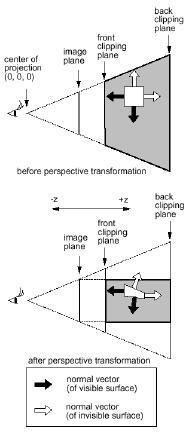 back
clipping
plane
front
clipping
plane
image
plane
center of
projection
(0, 0, 0)
before perspective transformation
-z
+z
back
clipping
plane
front
clipping
plane
image
plane
after perspective transformation
normal vector
(of visible surface)
normal vector
(of invisible surface)